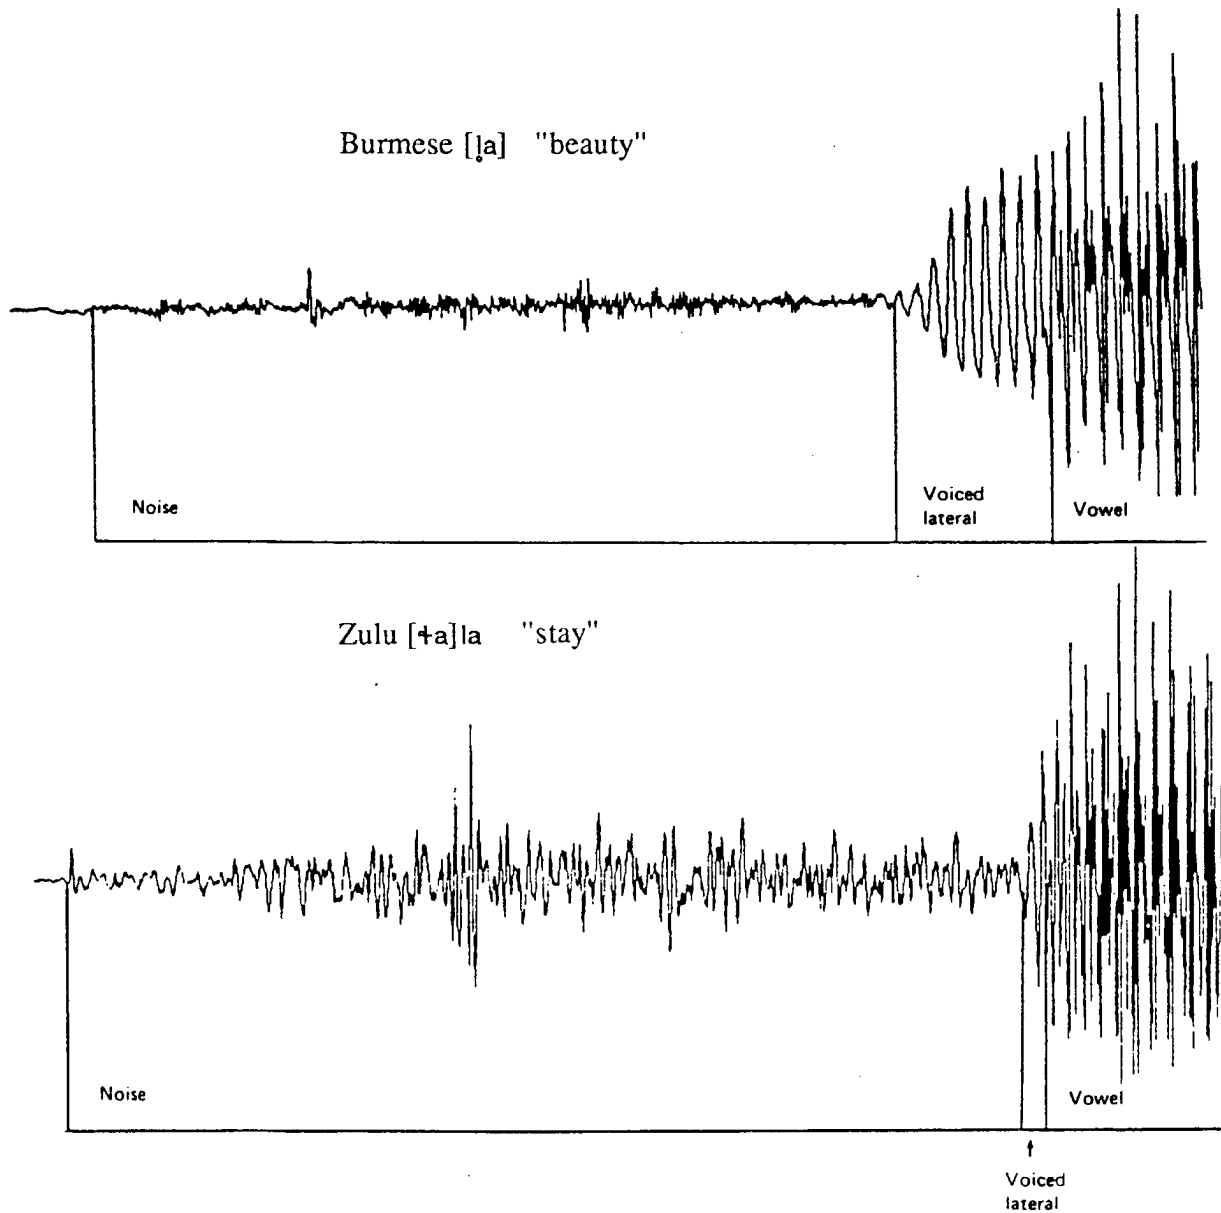 Burmese [l̥a] "beauty"
Noise
Voiced
lateral
Vowel
Zulu [ɬa]la "stay"
Noise
Vowel
Voiced
lateral